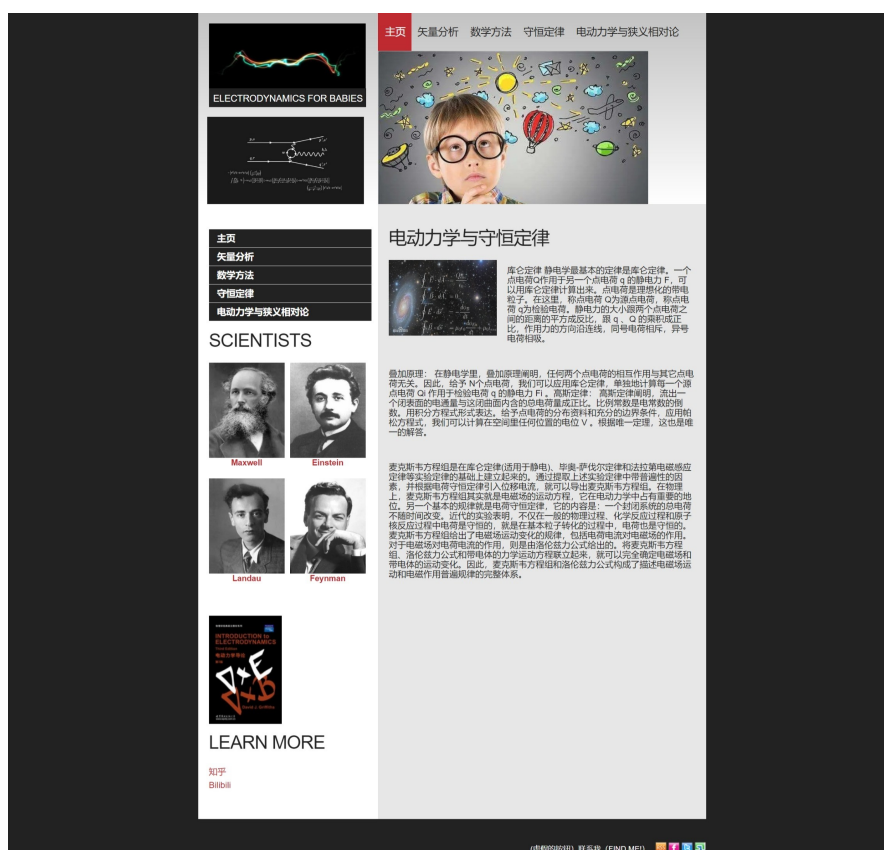 主页 矢量分析 数学方法 守恒定律 电动力学与狭义相对论
ELECTRODYNAMICS FOR BABIES
主页
矢量分析
数学方法
守恒定律
电动力学与狭义相对论
SCIENTISTS
Maxwell Einstein
Landau Feynman
INTRODUCTION to
ELECTRODYNAMICS
Third Edition
电动力学导论
David J. Griffiths
LEARN MORE
知乎
Bilibili
电动力学与守恒定律
库仑定律 静电学最基本的定律是库仑定律。一个
点电荷Q作用于另一个点电荷 q 的静电力 F，可
以用库仑定律计算出来。点电荷是理想化的带电
粒子。在这里，称点电荷 Q为源点电荷，称点电
荷 q为检验电荷。静电力的大小跟两个点电荷之
间的距离的平方成反比，跟 q 、Q 的乘积成正
比，作用力的方向沿连线，同号电荷相斥，异号
电荷相吸。
叠加原理： 在静电学里，叠加原理阐明，任何两个点电荷的相互作用与其它点电
荷无关。因此，给予 N个点电荷，我们可以应用库仑定律，单独地计算每一个源
点电荷 Qi 作用于检验电荷 q 的静电力 Fi 。高斯定律： 高斯定律阐明，流出一
个闭表面的电通量与这闭曲面内含的总电荷量成正比。比例常数是电常数的倒
数。用积分方程式形式表达。给予点电荷的分布资料和充分的边界条件，应用帕
松方程式，我们可以计算在空间里任何位置的电位 V 。根据唯一定理，这也是唯
一的解答。
麦克斯韦方程组是在库仑定律(适用于静电)、毕奥-萨伐尔定律和法拉第电磁感应
定律等实验定律的基础上建立起来的。通过提取上述实验定律中带普遍性的因
素，并根据电荷守恒定律引入位移电流，就可以导出麦克斯韦方程组。在物理
上，麦克斯韦方程组其实就是电磁场的运动方程，它在电动力学中占有重要的地
位。另一个基本的规律就是电荷守恒定律，它的内容是：一个封闭系统的总电荷
不随时间改变。近代的实验表明，不仅在一般的物理过程、化学反应过程和原子
核反应过程中电荷是守恒的，就是在基本粒子转化的过程中，电荷也是守恒的。
麦克斯韦方程组给出了电磁场运动变化的规律，包括电荷电流对电磁场的作用。
对于电磁场对电荷电流的作用，则是由洛伦兹力公式给出的。将麦克斯韦方程
组、洛伦兹力公式和带电体的力学运动方程联立起来，就可以完全确定电磁场和
带电体的运动变化。因此，麦克斯韦方程组和洛伦兹力公式构成了描述电磁场运
动和电磁作用普遍规律的完整体系。
联系我（FIND ME!）